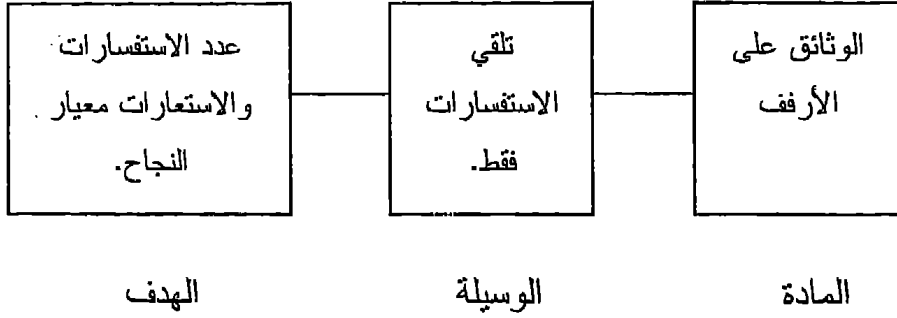 الوثائق على
الأرفف
تلقي
الاستفسارات
فقط.
عدد الاستفسارات
والاستعارات معيار
النجاح.
المادة
الوسيلة
الهدف